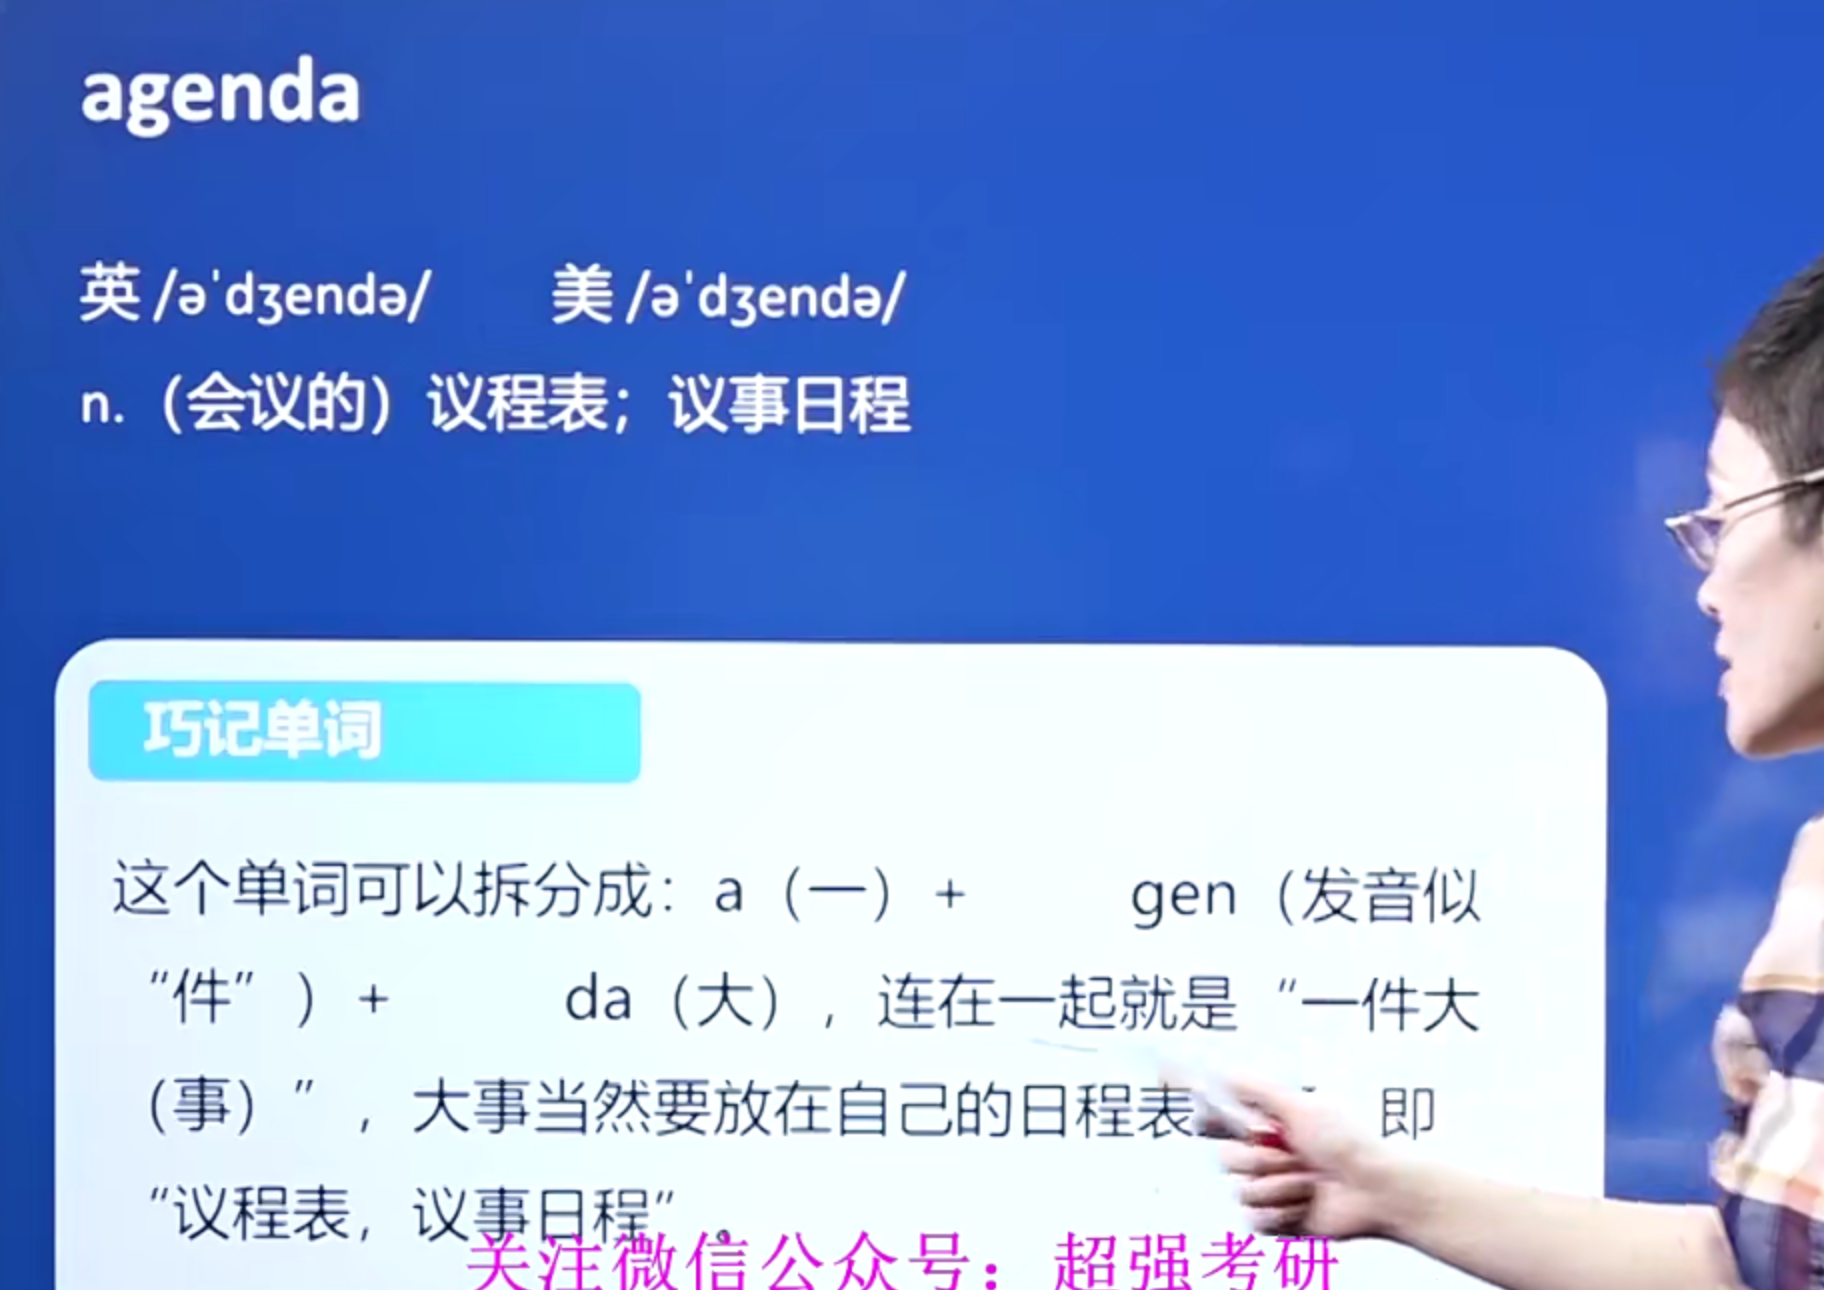 agenda
英 /əˈdʒendə/ 美 /əˈdʒendə/
n.（会议的）议程表；议事日程
巧记单词
这个单词可以拆分成：a（一）+ gen（发音似
“件”）+ da（大），连在一起就是“一件大
（事）”，大事当然要放在自己的日程表 即
“议程表，议事日程”。
关注微信公众号：超强考研